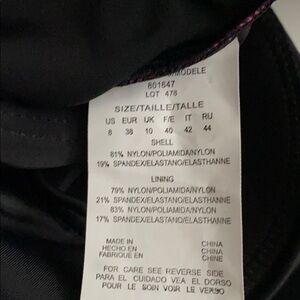 MODELE
801647
LOT 478
SIZE/TAILLE/TALLE
US EUR UK F/E IT RU
8 38 10 40 42 44
SHELL
81% NYLON/POLIAMIDA/NYLON
19% SPANDEX/ELASTANO/ELASTHANNE
LINING
79% NYLON/POLIAMIDA/NYLON
21% SPANDEX/ELASTANO/ELASTHANNE
83% NYLON/POLIAMIDA/NYLON
17% SPANDEX/ELASTANO/ELASTHANNE
MADE IN CHINA
HECHO EN CHINA
FABRIQUE EN CHINE
FOR CARE SEE REVERSE SIDE
PARA EL CUIDADO VEA EL DORSO
POUR LE SOIN VOIR LE VERSO